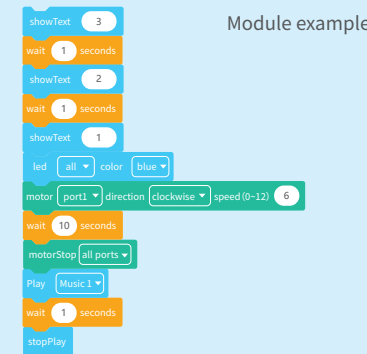 Module example
showText 3
wait 1 seconds
showText 2
wait 1 seconds
showText 1
led all color blue
motor port1 direction clockwise speed (0~12) 6
wait 10 seconds
motorStop all ports
Play Music 1
wait 1 seconds
stopPlay